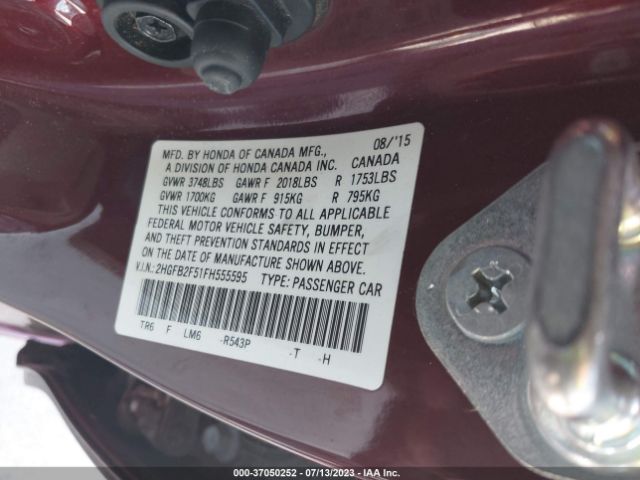 MFD. BY HONDA OF CANADA MFG., 08/'15
A DIVISION OF HONDA CANADA INC. CANADA
GVWR 3748LBS GAWR F 2018LBS R 1753LBS
GVWR 1700KG GAWR F 915KG R 795KG
THIS VEHICLE CONFORMS TO ALL APPLICABLE
FEDERAL MOTOR VEHICLE SAFETY, BUMPER,
AND THEFT PREVENTION STANDARDS IN EFFECT
ON THE DATE OF MANUFACTURE SHOWN ABOVE.
V.I.N.: 2HGFB2F51FH555595 TYPE: PASSENGER CAR
TR6 F LM6 -R543P -T -H
000-37050252 - 07/13/2023 - IAA Inc.